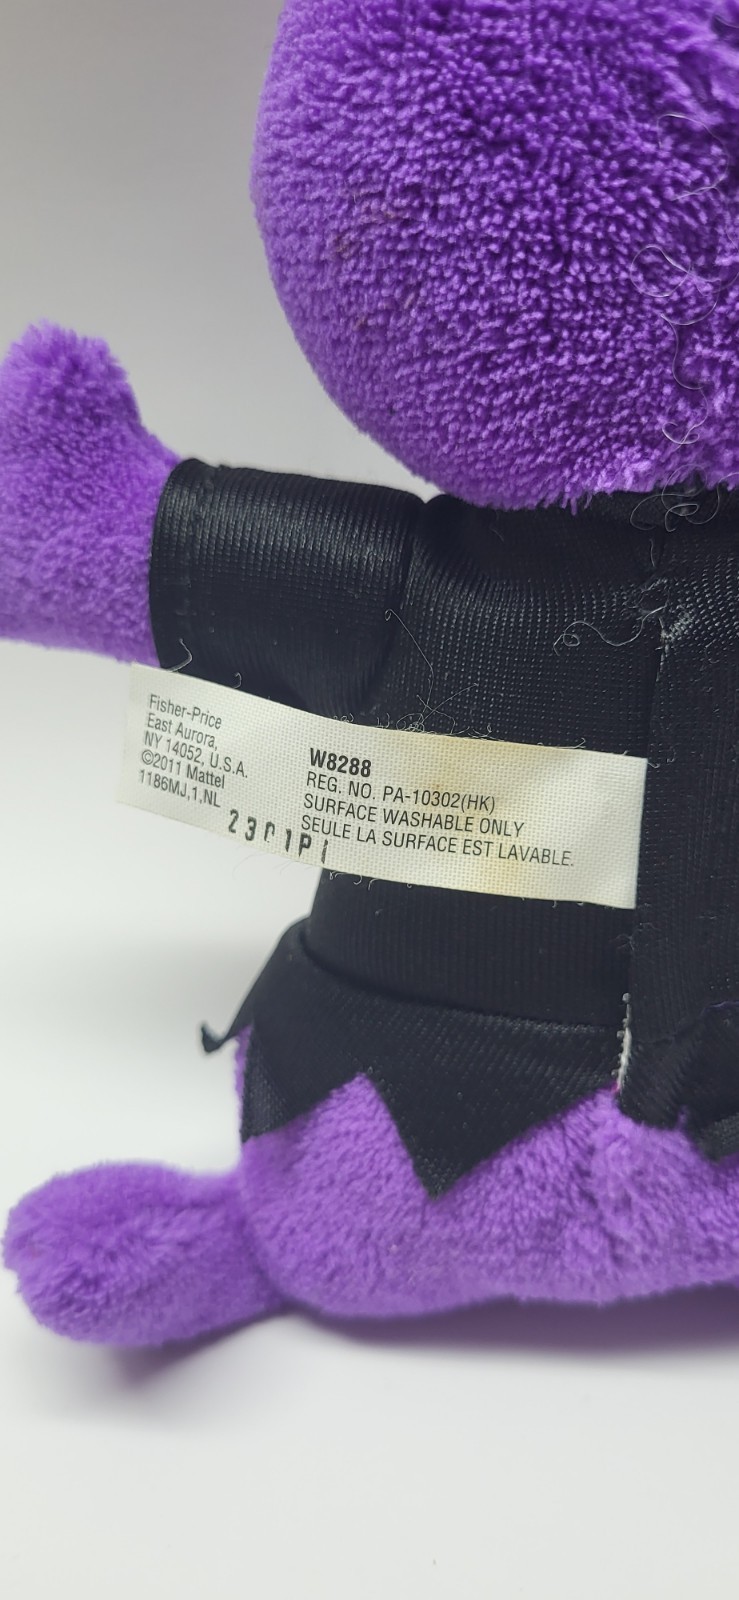 Fisher-Price
East Aurora,
NY 14052, U.S.A.
©2011 Mattel
1186MJ,1,NL
W8288
REG. NO. PA-10302(HK)
SURFACE WASHABLE ONLY
SEULE LA SURFACE EST LAVABLE.